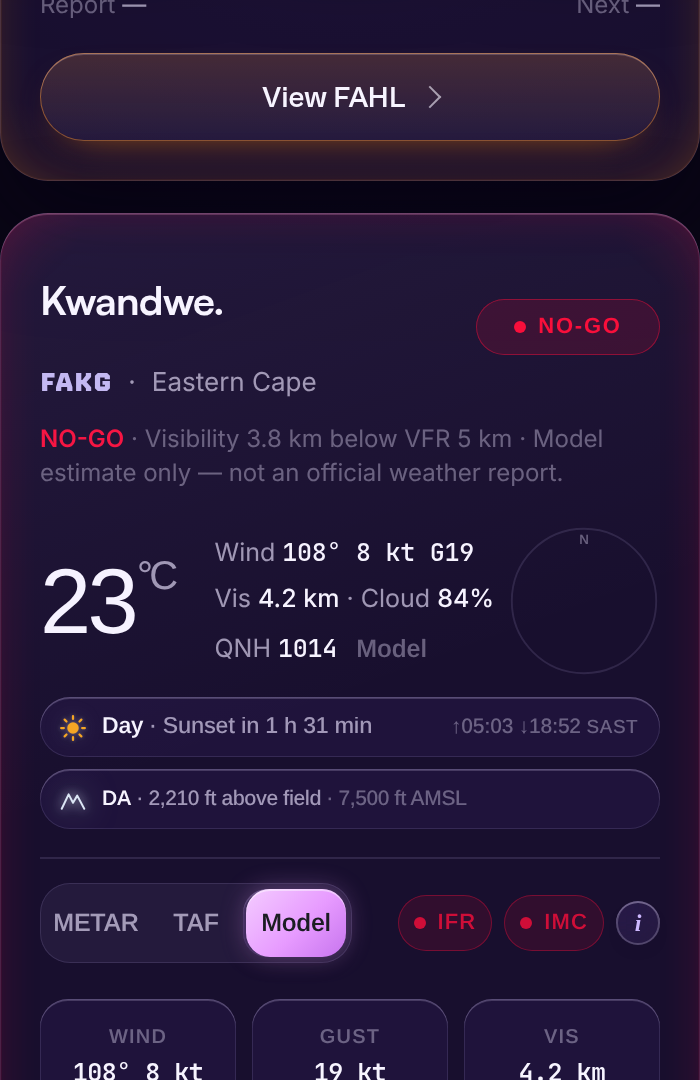 Report —
Next —
View FAHL
Kwandwe.
NO-GO
FAKG · Eastern Cape
NO-GO · Visibility 3.8 km below VFR 5 km · Model
estimate only — not an official weather report.
23°C
Wind 108° 8 kt G19
Vis 4.2 km · Cloud 84%
QNH 1014 Model
N
Day · Sunset in 1 h 31 min
↑05:03 ↓18:52 SAST
DA · 2,210 ft above field · 7,500 ft AMSL
METAR TAF Model
IFR IMC i
WIND GUST VIS
108° 8 kt 19 kt 4.2 km